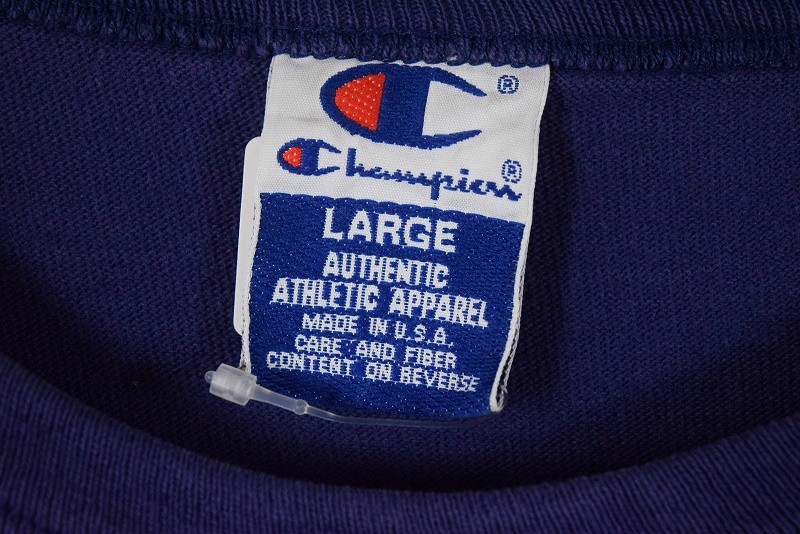 ®
Champion®
LARGE
AUTHENTIC
ATHLETIC APPAREL
MADE IN U.S.A.
CARE AND FIBER
CONTENT ON REVERSE